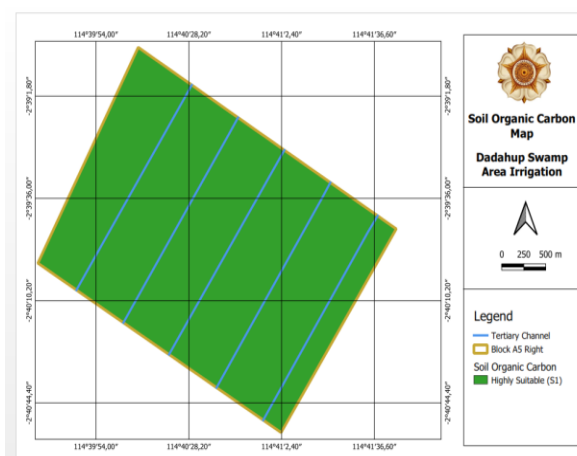 114°39'54,00" 114°40'28,20" 114°41'2,40" 114°41'36,60"
-2°39'1,80" -2°39'1,80"
-2°39'36,00" -2°39'36,00"
-2°40'10,20" -2°40'10,20"
-2°40'44,40" -2°40'44,40"
114°39'54,00" 114°40'28,20" 114°41'2,40" 114°41'36,60"
Soil Organic Carbon
Map
Dadahup Swamp
Area Irrigation
0 250 500 m
Legend
Tertiary Channel
Block A5 Right
Soil Organic Carbon
Highly Suitable (S1)